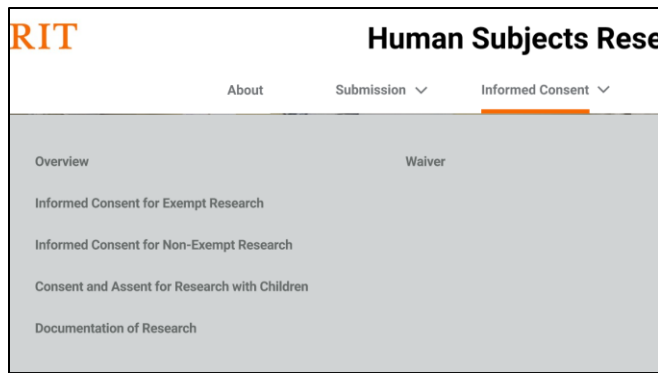 RIT
Human Subjects Rese
About Submission Informed Consent
Overview
Waiver
Informed Consent for Exempt Research
Informed Consent for Non-Exempt Research
Consent and Assent for Research with Children
Documentation of Research